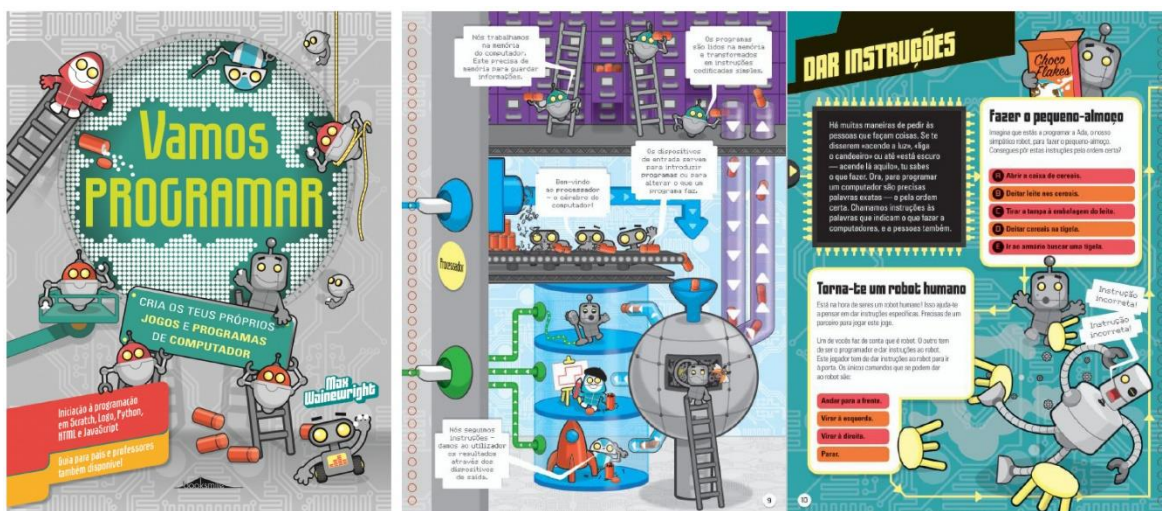 Vamos
PROGRAMAR
CRIA OS TEUS PRÓPRIOS
JOGOS E PROGRAMAS
DE COMPUTADOR
Max
Wainewright
Iniciação à programação
em Scratch, Logo, Python,
HTML e JavaScript
Guia para pais e professores
também disponível
booksmile
Nós trabalhamos
na memória
do computador.
Este precisa de
memória para guardar
informações.
Os programas
são lidos na memória
e transformados
em instruções
codificadas simples.
Os dispositivos
de entrada servem
para introduzir
programas ou para
alterar o que um
programa faz.
Bem-vindo
ao processador
– o cérebro do
computador!
Processador
Nós seguimos
instruções –
damos ao utilizador
os resultados
através dos
dispositivos
de saída.
9
DAR INSTRUÇÕES
Há muitas maneiras de pedir às
pessoas que façam coisas. Se te
disserem «acende a luz», «liga
o candeeiro» ou até «está escuro
— acende lá aquilo», tu sabes
o que fazer. Ora, para programar
um computador são precisas
palavras exatas — e pela ordem
certa. Chamamos instruções às
palavras que indicam o que fazer a
computadores, e a pessoas também.
Choco
Flakes
Fazer o pequeno-almoço
Imagina que estás a programar a Ada, o nosso
simpático robot, para fazer o pequeno-almoço.
Consegues pôr estas instruções pela ordem certa?
A Abrir a caixa de cereais.
B Deitar leite nos cereais.
C Tirar a tampa à embalagem do leite.
D Deitar cereais na tigela.
E Ir ao armário buscar uma tigela.
Torna-te um robot humano
Está na hora de seres um robot humano! Isso ajuda-te
a pensar em dar instruções específicas. Precisas de um
parceiro para jogar este jogo.
Um de vocês faz de conta que é robot. O outro tem
de ser o programador e dar instruções ao robot.
Este jogador tem de dar instruções ao robot para ir
à porta. Os únicos comandos que se podem dar
ao robot são:
Andar para a frente.
Virar à esquerda.
Virar à direita.
Parar.
Instrução
incorreta!
Instrução
incorreta!
10